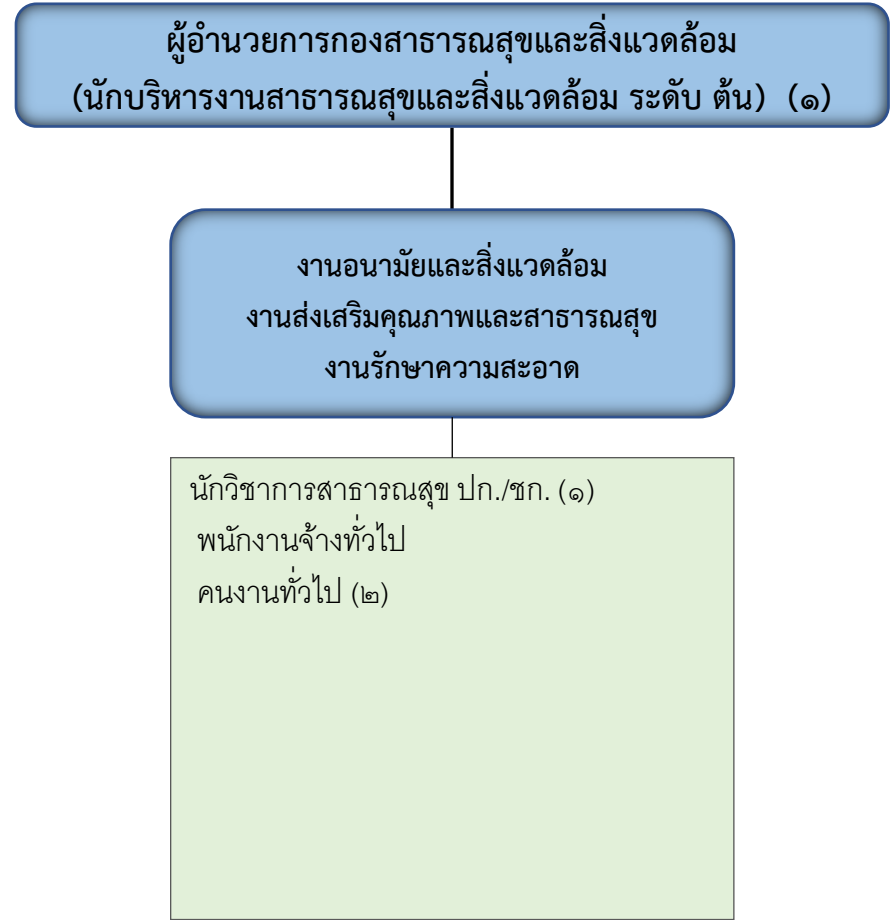 ผู้อำนวยการกองสาธารณสุขและสิ่งแวดล้อม
(นักบริหารงานสาธารณสุขและสิ่งแวดล้อม ระดับ ต้น) (๑)
งานอนามัยและสิ่งแวดล้อม
งานส่งเสริมคุณภาพและสาธารณสุข
งานรักษาความสะอาด
นักวิชาการสาธารณสุข ปก./ชก. (๑)
พนักงานจ้างทั่วไป
คนงานทั่วไป (๒)